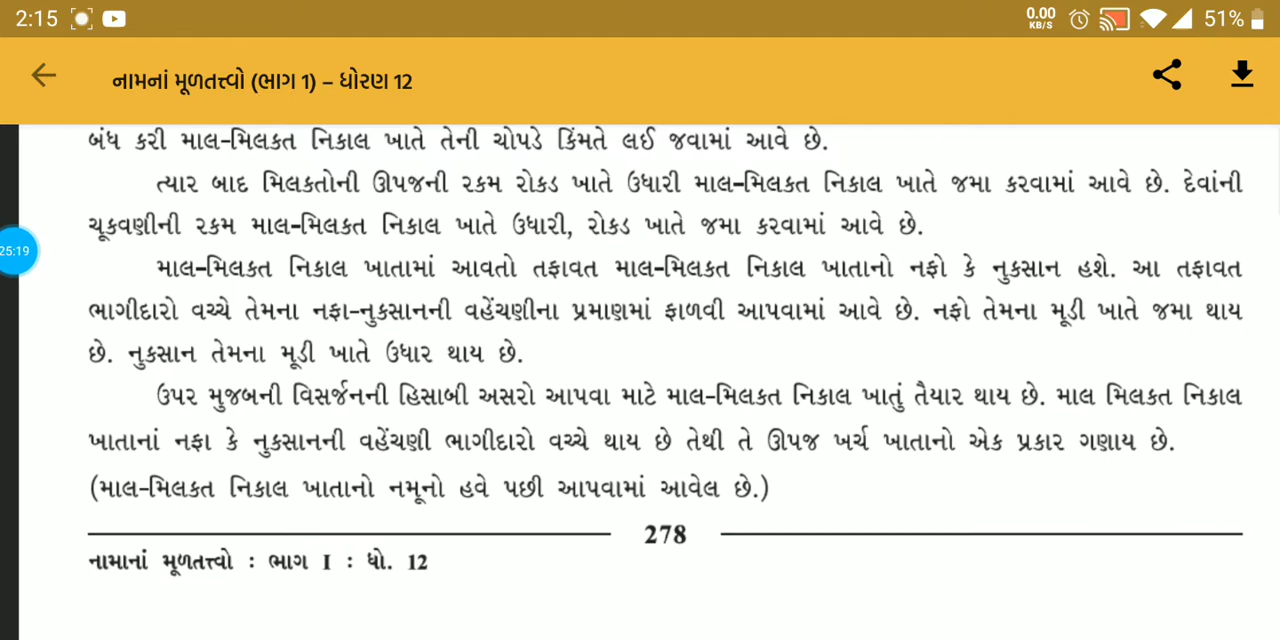 2:15
0.00
KB/S
51%
નામનાં મૂળતત્ત્વો (ભાગ 1) – ધોરણ 12
બંધ કરી માલ-મિલકત નિકાલ ખાતે તેની ચોપડે કિંમતે લઈ જવામાં આવે છે.
ત્યાર બાદ મિલકતોની ઊપજની રકમ રોકડ ખાતે ઉધારી માલ-મિલકત નિકાલ ખાતે જમા કરવામાં આવે છે. દેવાંની
ચૂકવણીની રકમ માલ-મિલકત નિકાલ ખાતે ઉધારી, રોકડ ખાતે જમા કરવામાં આવે છે.
25:19
માલ-મિલકત નિકાલ ખાતામાં આવતો તફાવત માલ-મિલકત નિકાલ ખાતાનો નફો કે નુકસાન હશે. આ તફાવત
ભાગીદારો વચ્ચે તેમના નફા-નુકસાનની વહેંચણીના પ્રમાણમાં ફાળવી આપવામાં આવે છે. નફો તેમના મૂડી ખાતે જમા થાય
છે. નુકસાન તેમના મૂડી ખાતે ઉધાર થાય છે.
ઉપર મુજબની વિસર્જનની હિસાબી અસરો આપવા માટે માલ-મિલકત નિકાલ ખાતું તૈયાર થાય છે. માલ મિલકત નિકાલ
ખાતાનાં નફા કે નુકસાનની વહેંચણી ભાગીદારો વચ્ચે થાય છે તેથી તે ઊપજ ખર્ચ ખાતાનો એક પ્રકાર ગણાય છે.
(માલ-મિલકત નિકાલ ખાતાનો નમૂનો હવે પછી આપવામાં આવેલ છે.)
278
નામાનાં મૂળતત્ત્વો : ભાગ I : ધો. 12